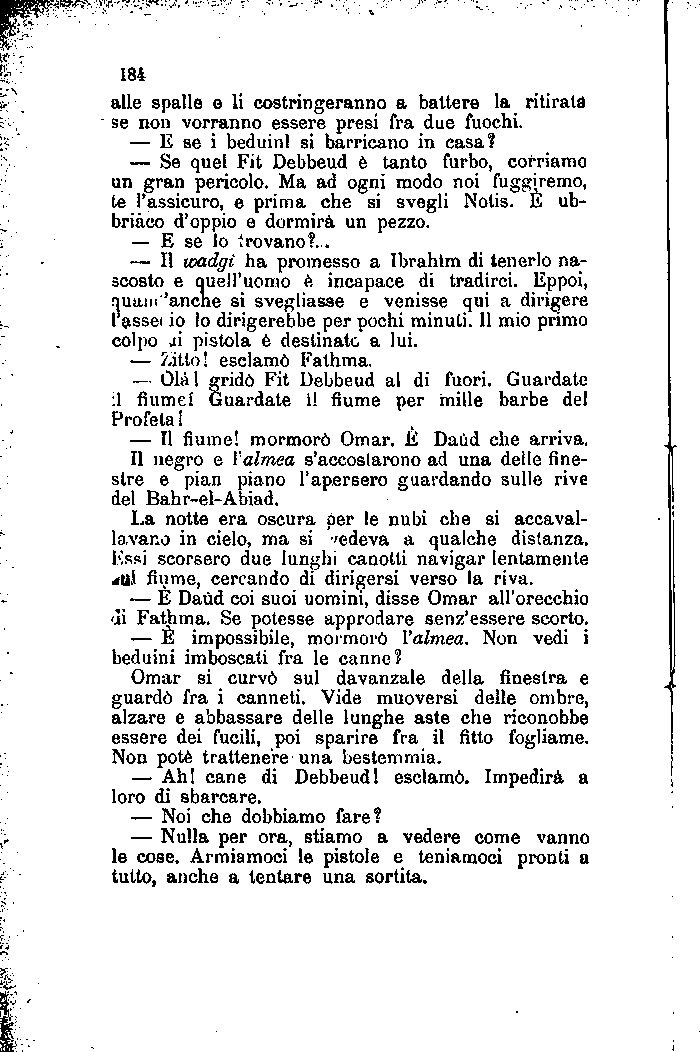 184
alle spalle e li costringeranno a battere la ritirata
se non vorranno essere presi fra due fuochi.
— E se i beduini si barricano in casa?
— Se quel Fit Debbeud è tanto furbo, corriamo
un gran pericolo. Ma ad ogni modo noi fuggiremo,
te l'assicuro, e prima che si svegli Notis. È ub-
briaco d'oppio e dormirà un pezzo.
— E se lo trovano?...
— Il wadgi ha promesso a Ibrahim di tenerlo na-
scosto e quell'uomo è incapace di tradirci. Eppoi,
quand'anche si svegliasse e venisse qui a dirigere
l'assedio lo dirigerebbe per pochi minuti. Il mio primo
colpo di pistola è destinato a lui.
— Zitto! esclamò Fathma.
— Olà! gridò Fit Debbeud al di fuori. Guardate
il fiume! Guardate il fiume per mille barbe del
Profeta!
— Il fiume! mormorò Omar. È Daùd che arriva.
Il negro e l'almea s'accostarono ad una delle fine-
stre e pian piano l'apersero guardando sulle rive
del Bahr-el-Abiad.
La notte era oscura per le nubi che si accaval-
lavano in cielo, ma si vedeva a qualche distanza.
Essi scorsero due lunghi canotti navigar lentamente
sul fiume, cercando di dirigersi verso la riva.
— È Daùd coi suoi uomini, disse Omar all'orecchio
di Fathma. Se potesse approdare senz'essere scorto.
— È impossibile, mormorò l'almea. Non vedi i
beduini imboscati fra le canne?
Omar si curvò sul davanzale della finestra e
guardò fra i canneti. Vide muoversi delle ombre,
alzare e abbassare delle lunghe aste che riconobbe
essere dei fucili, poi sparire fra il fitto fogliame.
Non potè trattenere una bestemmia.
— Ah! cane di Debbeud! esclamò. Impedirà a
loro di sbarcare.
— Noi che dobbiamo fare?
— Nulla per ora, stiamo a vedere come vanno
le cose. Armiamoci le pistole e teniamoci pronti a
tutto, anche a tentare una sortita.